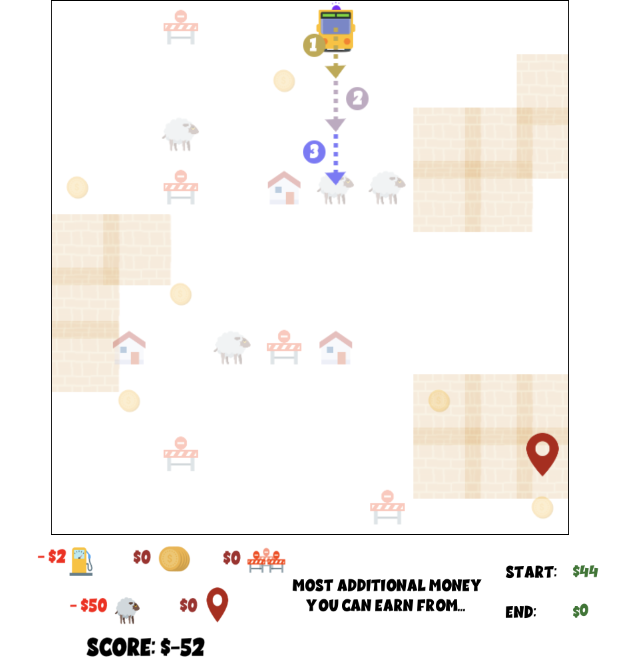 1
2
3
- $2
$0
$0
- $50
$0
MOST ADDITIONAL MONEY
YOU CAN EARN FROM...
START: $44
END: $0
SCORE: $-52